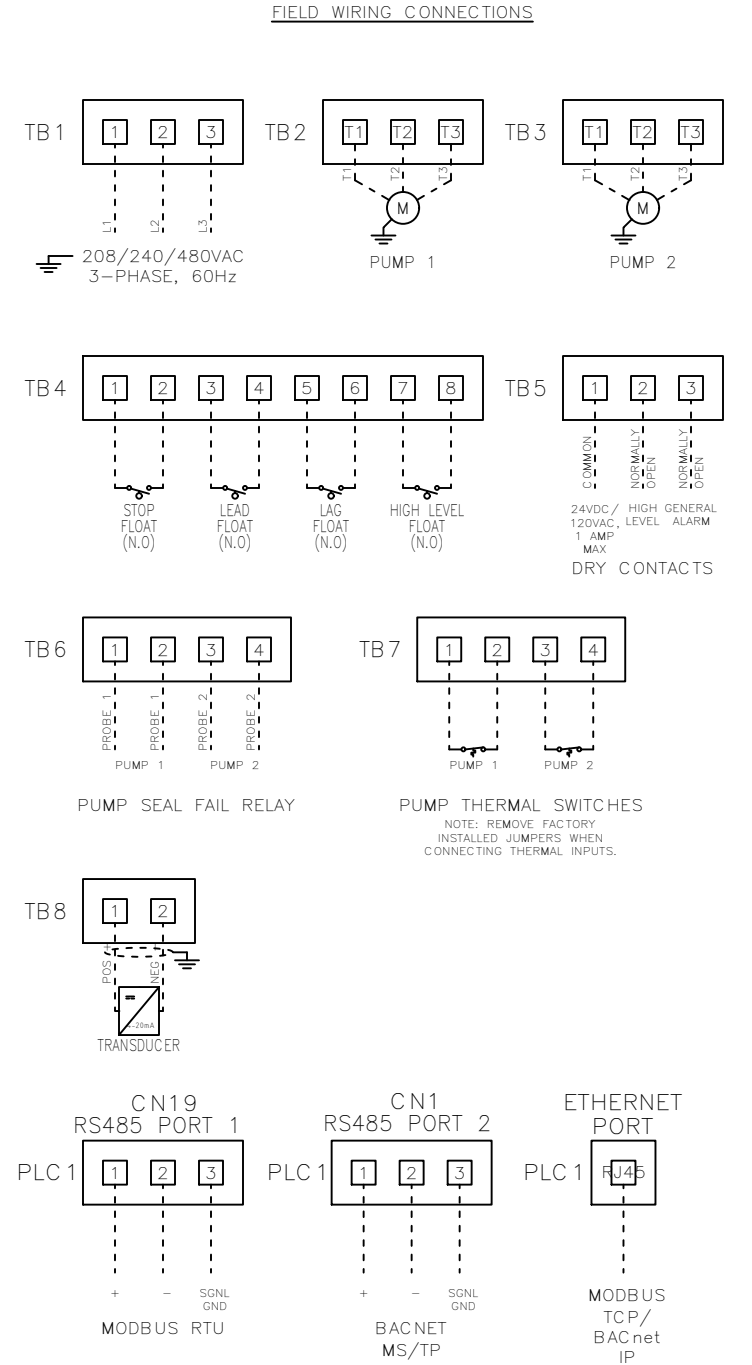 FIELD WIRING CONNECTIONS
TB1
1 2 3
L1 L2 L3
208/240/480VAC
3-PHASE, 60Hz
TB2
T1 T2 T3
T1 T2 T3
M
PUMP 1
TB3
T1 T2 T3
T1 T2 T3
M
PUMP 2
TB4
1 2 3 4 5 6 7 8
STOP
FLOAT
(N.O)
LEAD
FLOAT
(N.O)
LAG
FLOAT
(N.O)
HIGH LEVEL
FLOAT
(N.O)
TB5
1 2 3
COMMON
NORMALLY
OPEN
NORMALLY
OPEN
24VDC/
120VAC,
1 AMP
MAX
HIGH
LEVEL
GENERAL
ALARM
DRY CONTACTS
TB6
1 2 3 4
PROBE 1
PROBE 1
PROBE 2
PROBE 2
PUMP 1
PUMP 2
PUMP SEAL FAIL RELAY
TB7
1 2 3 4
PUMP 1
PUMP 2
PUMP THERMAL SWITCHES
NOTE: REMOVE FACTORY
INSTALLED JUMPERS WHEN
CONNECTING THERMAL INPUTS.
TB8
1 2
POS +
NEG -
4-20mA
TRANSDUCER
CN19
RS485 PORT 1
PLC1
1 2 3
+
-
SGNL
GND
MODBUS RTU
CN1
RS485 PORT 2
PLC1
1 2 3
+
-
SGNL
GND
BACNET
MS/TP
ETHERNET
PORT
PLC1
RJ45
MODBUS
TCP/
BACnet
IP